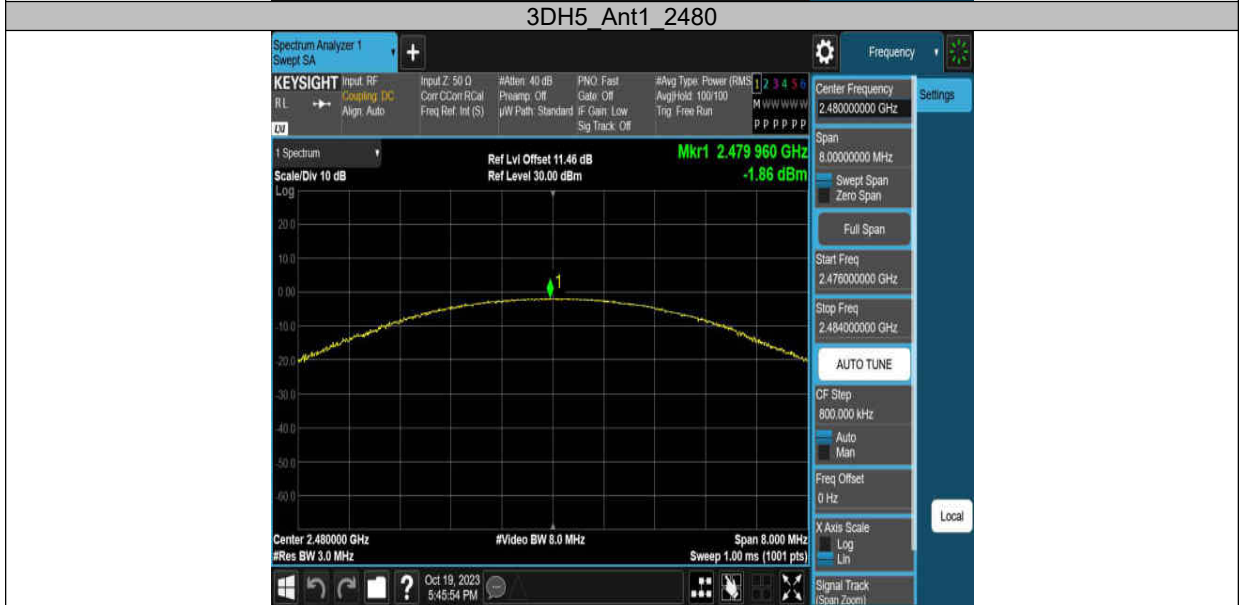 3DH5_Ant1_2480
Spectrum Analyzer 1
Swept SA
+
Frequency
KEYSIGHT
Input: RF
Coupling: DC
Align: Auto
RL
LXI
Input Z: 50 Ω
Corr CCorr RCal
Freq Ref: Int (S)
#Atten: 40 dB
Preamp: Off
µW Path: Standard
PNO: Fast
Gate: Off
IF Gain: Low
Sig Track: Off
#Avg Type: Power (RMS
Avg|Hold: 100/100
Trig: Free Run
1 2 3 4 5 6
M W W W W W
P P P P P P
Center Frequency
2.480000000 GHz
Settings
Span
8.00000000 MHz
Swept Span
Zero Span
Full Span
Start Freq
2.476000000 GHz
Stop Freq
2.484000000 GHz
AUTO TUNE
CF Step
800.000 kHz
Auto
Man
Freq Offset
0 Hz
X Axis Scale
Log
Lin
Local
Signal Track
(Span Zoom)
1 Spectrum
Scale/Div 10 dB
Log
Ref Lvl Offset 11.46 dB
Ref Level 30.00 dBm
Mkr1 2.479 960 GHz
-1.86 dBm
20.0
10.0
0.00
-10.0
-20.0
-30.0
-40.0
-50.0
-60.0
1
Center 2.480000 GHz
#Res BW 3.0 MHz
#Video BW 8.0 MHz
Span 8.000 MHz
Sweep 1.00 ms (1001 pts)
?
Oct 19, 2023
5:45:54 PM